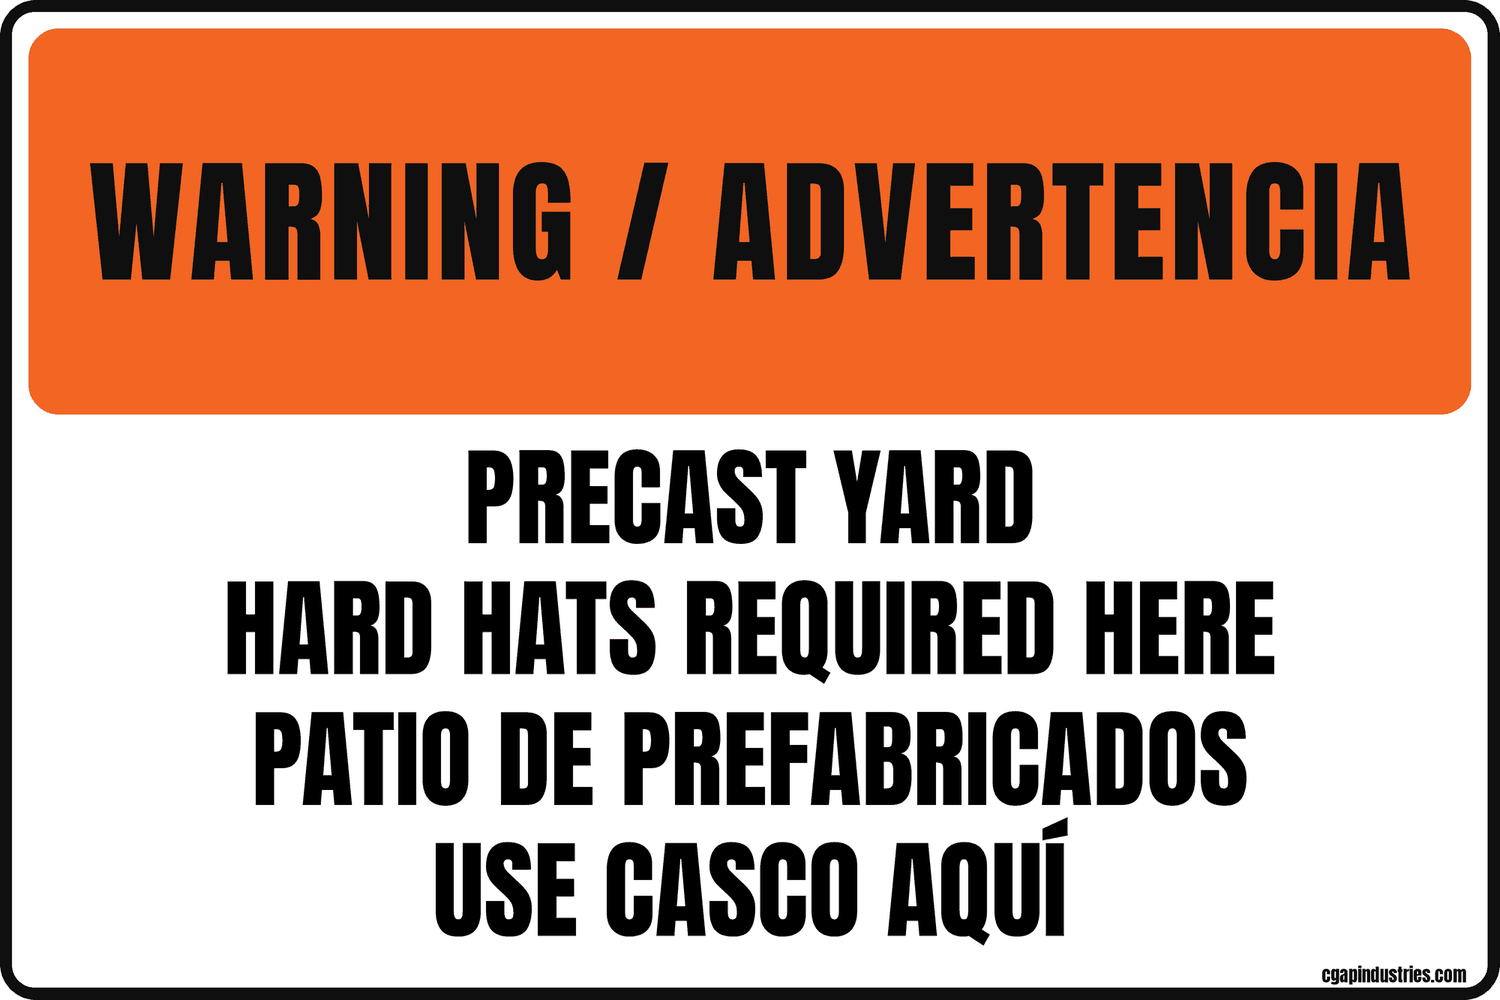 WARNING / ADVERTENCIA
PRECAST YARD
HARD HATS REQUIRED HERE
PATIO DE PREFABRICADOS
USE CASCO AQUÍ
cgapindustries.com